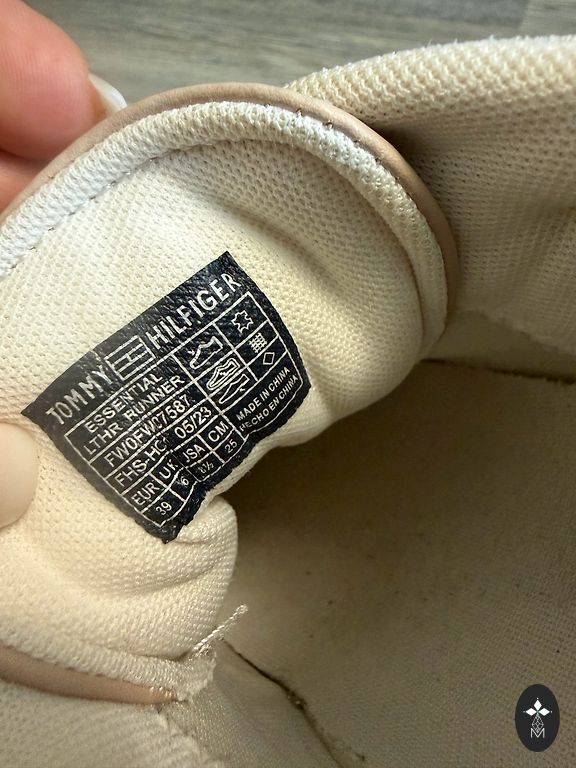 TOMMY HILFIGER
ESSENTIAL
LTHR RUNNER
FW0FW07587
FHS-HG 05/23
EUR UK USA CM
39 6 8½ 25
MADE IN CHINA
HECHO EN CHINA
M